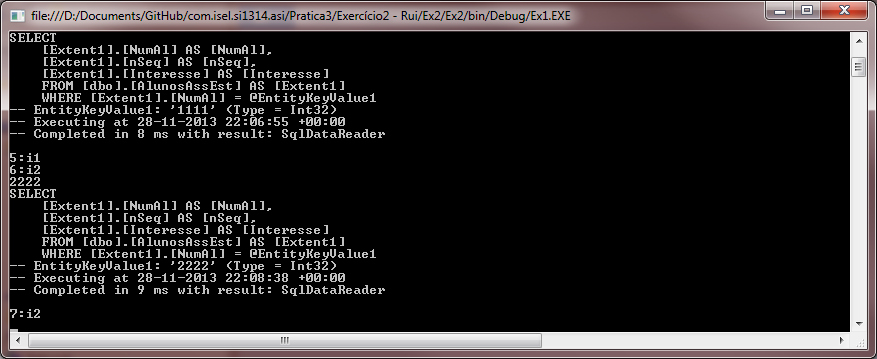 file:///D:/Documents/GitHub/com.isel.si1314.asi/Pratica3/Exercício2 - Rui/Ex2/Ex2/bin/Debug/Ex1.EXE
SELECT
    [Extent1].[NumAl] AS [NumAl],
    [Extent1].[nSeq] AS [nSeq],
    [Extent1].[Interesse] AS [Interesse]
    FROM [dbo].[AlunosAssEst] AS [Extent1]
    WHERE [Extent1].[NumAl] = @EntityKeyValue1
-- EntityKeyValue1: '1111' (Type = Int32)
-- Executing at 28-11-2013 22:06:55 +00:00
-- Completed in 8 ms with result: SqlDataReader
5:i1
6:i2
2222
SELECT
    [Extent1].[NumAl] AS [NumAl],
    [Extent1].[nSeq] AS [nSeq],
    [Extent1].[Interesse] AS [Interesse]
    FROM [dbo].[AlunosAssEst] AS [Extent1]
    WHERE [Extent1].[NumAl] = @EntityKeyValue1
-- EntityKeyValue1: '2222' (Type = Int32)
-- Executing at 28-11-2013 22:08:38 +00:00
-- Completed in 9 ms with result: SqlDataReader
7:i2